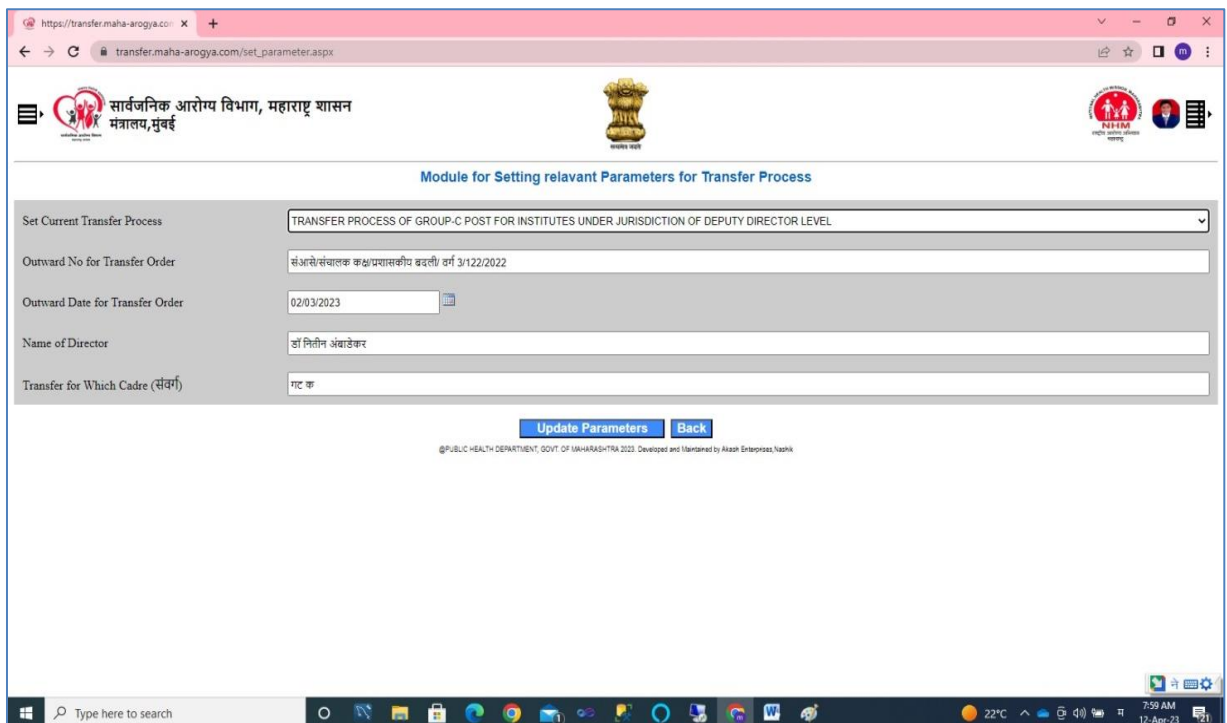 https://transfer.maha-arogya.com
transfer.maha-arogya.com/set_parameter.aspx
m
सार्वजनिक आरोग्य विभाग, महाराष्ट्र शासन
मंत्रालय,मुंबई
सत्यमेव जयते
NHM
Module for Setting relavant Parameters for Transfer Process
Set Current Transfer Process
TRANSFER PROCESS OF GROUP-C POST FOR INSTITUTES UNDER JURISDICTION OF DEPUTY DIRECTOR LEVEL
Outward No for Transfer Order
संआसे/संचालक कक्ष/प्रशासकीय बदली/ वर्ग 3/122/2022
Outward Date for Transfer Order
02/03/2023
Name of Director
डॉ नितीन अंबाडेकर
Transfer for Which Cadre (संवर्ग)
गट क
Update Parameters Back
@PUBLIC HEALTH DEPARTMENT, GOVT. OF MAHARASHTRA 2023. Developed and Maintained by Akash Enterprises,Nashik
ने
Type here to search
22°C
म
7:59 AM
12-Apr-23